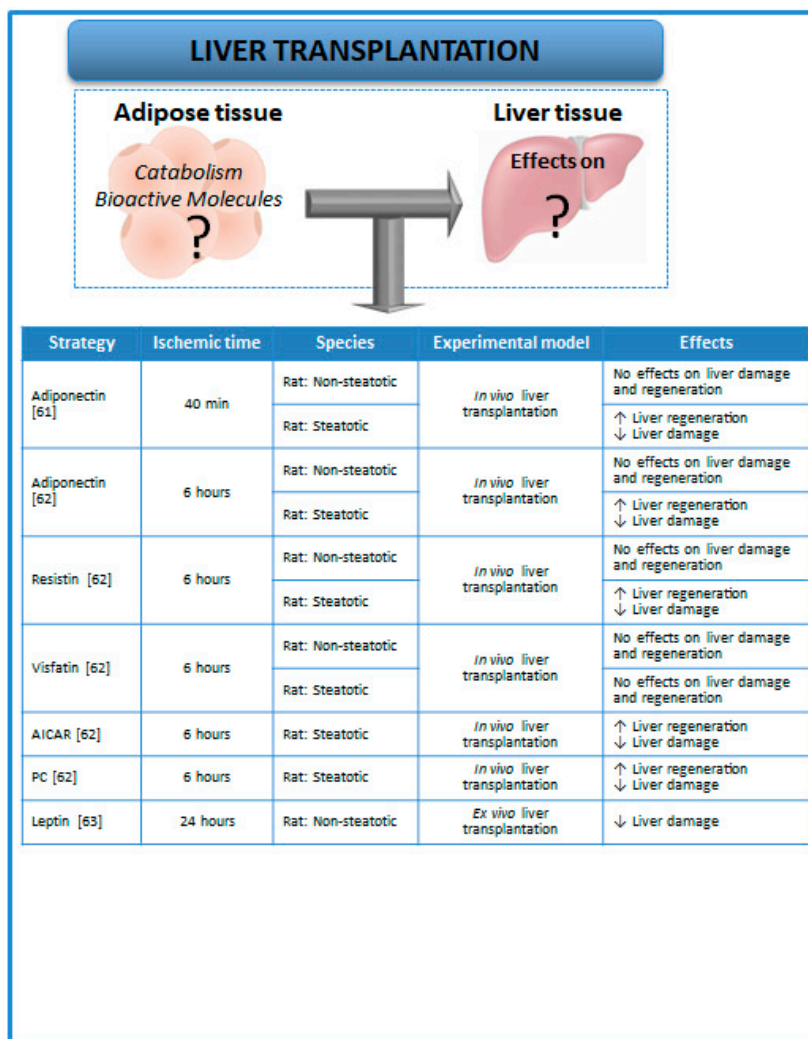 LIVER TRANSPLANTATION
Adipose tissue
Liver tissue
Catabolism
Bioactive Molecules
?
Effects on
?
Strategy Ischemic time Species Experimental model Effects
Adiponectin
[61]
40 min
Rat: Non-steatotic
Rat: Steatotic
In vivo liver
transplantation
No effects on liver damage
and regeneration
↑ Liver regeneration
↓ Liver damage
Adiponectin
[62]
6 hours
Rat: Non-steatotic
Rat: Steatotic
In vivo liver
transplantation
No effects on liver damage
and regeneration
↑ Liver regeneration
↓ Liver damage
Resistin [62]
6 hours
Rat: Non-steatotic
Rat: Steatotic
In vivo liver
transplantation
No effects on liver damage
and regeneration
↑ Liver regeneration
↓ Liver damage
Visfatin [62]
6 hours
Rat: Non-steatotic
Rat: Steatotic
In vivo liver
transplantation
No effects on liver damage
and regeneration
No effects on liver damage
and regeneration
AICAR [62]
6 hours
Rat: Steatotic
In vivo liver
transplantation
↑ Liver regeneration
↓ Liver damage
PC [62]
6 hours
Rat: Steatotic
In vivo liver
transplantation
↑ Liver regeneration
↓ Liver damage
Leptin [63]
24 hours
Rat: Non-steatotic
Ex vivo liver
transplantation
↓ Liver damage